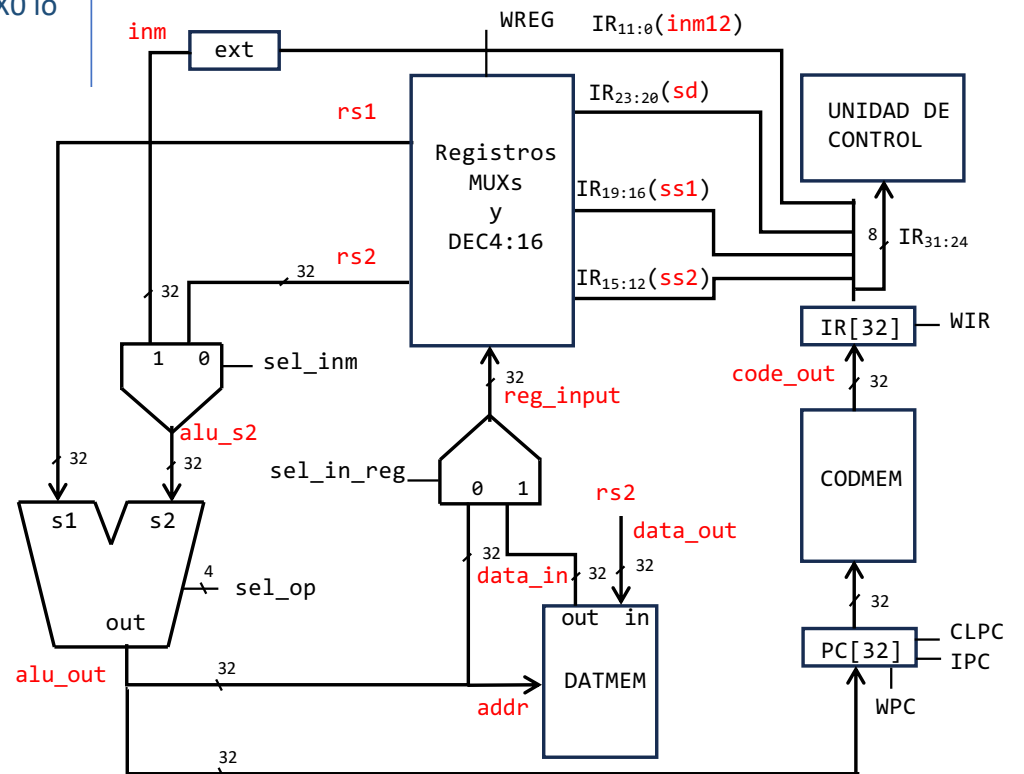 X0 lo
WREG
IR11:0(inm12)
inm
ext
IR23:20(sd)
rs1
UNIDAD DE
CONTROL
Registros
MUXs
y
DEC4:16
IR19:16(ss1)
8
IR31:24
rs2
32
IR15:12(ss2)
32
IR[32]
WIR
1 0
sel_inm
code_out
32
32
reg_input
alu_s2
32
32
sel_in_reg
0 1
CODMEM
rs2
s1 s2
data_out
32
data_in
32
32
4
sel_op
32
out
out in
CLPC
PC[32]
IPC
alu_out
32
DATMEM
addr
WPC
32